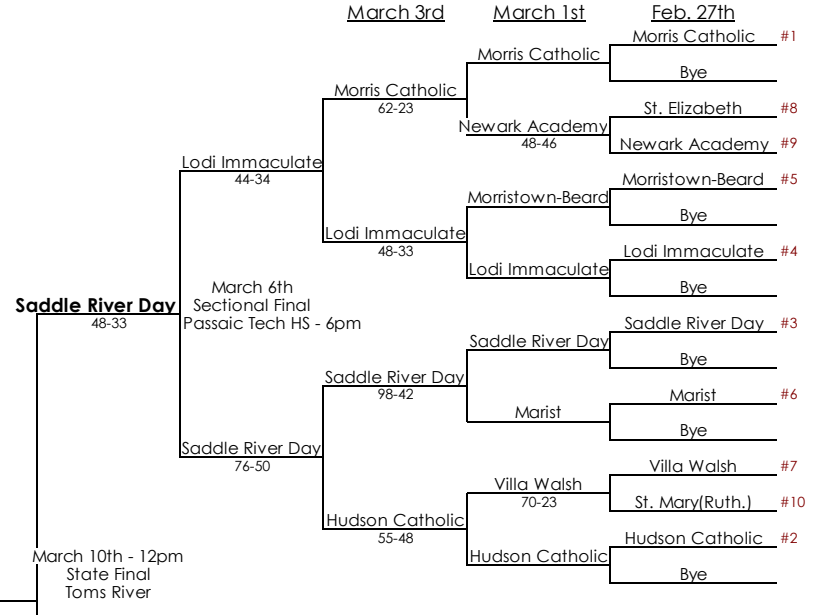 March 3rd March 1st Feb. 27th
Morris Catholic #1
Morris Catholic
Bye
Morris Catholic
62-23
St. Elizabeth #8
Newark Academy
48-46
Newark Academy #9
Lodi Immaculate
44-34
Morristown-Beard #5
Morristown-Beard
Bye
Lodi Immaculate
48-33
Lodi Immaculate #4
Lodi Immaculate
Bye
March 6th
Sectional Final
Passaic Tech HS - 6pm
Saddle River Day
48-33
Saddle River Day #3
Saddle River Day
Bye
Saddle River Day
98-42
Marist #6
Marist
Bye
Saddle River Day
76-50
Villa Walsh #7
Villa Walsh
70-23
St. Mary(Ruth.) #10
Hudson Catholic
55-48
Hudson Catholic #2
Hudson Catholic
Bye
March 10th - 12pm
State Final
Toms River